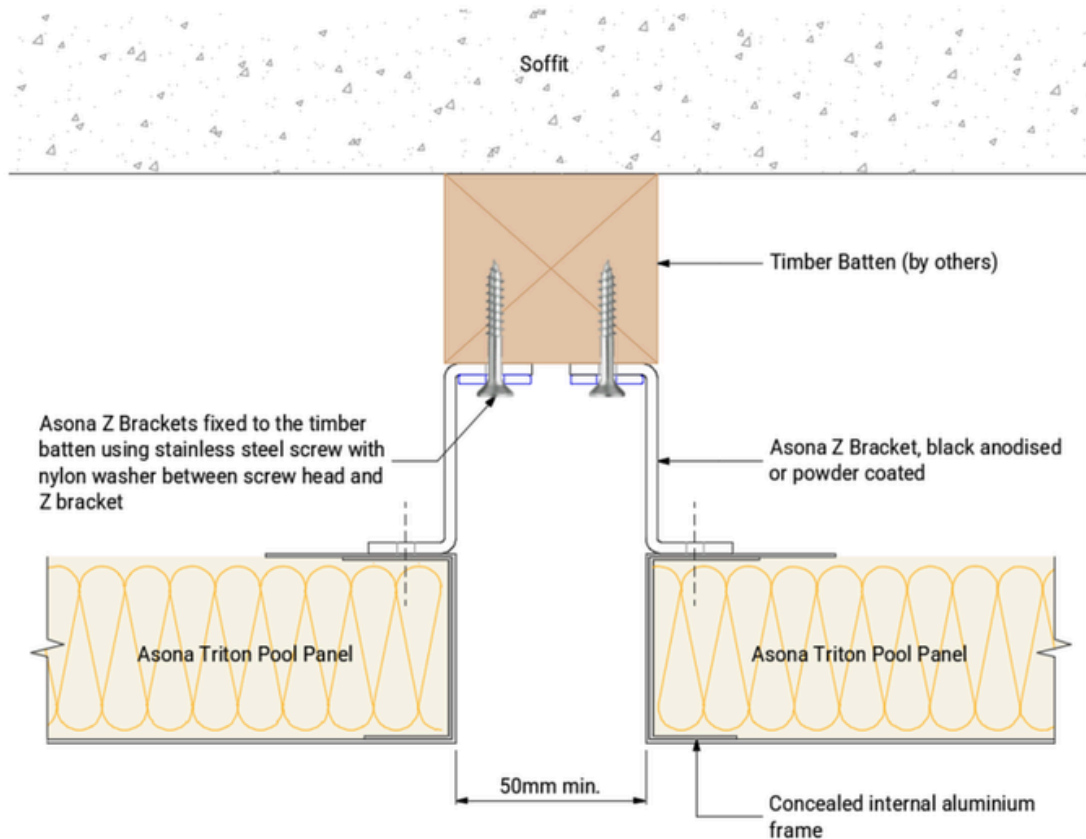 Soffit
Timber Batten (by others)
Asona Z Brackets fixed to the timber
batten using stainless steel screw with
nylon washer between screw head and
Z bracket
Asona Z Bracket, black anodised
or powder coated
Asona Triton Pool Panel
Asona Triton Pool Panel
50mm min.
Concealed internal aluminium
frame